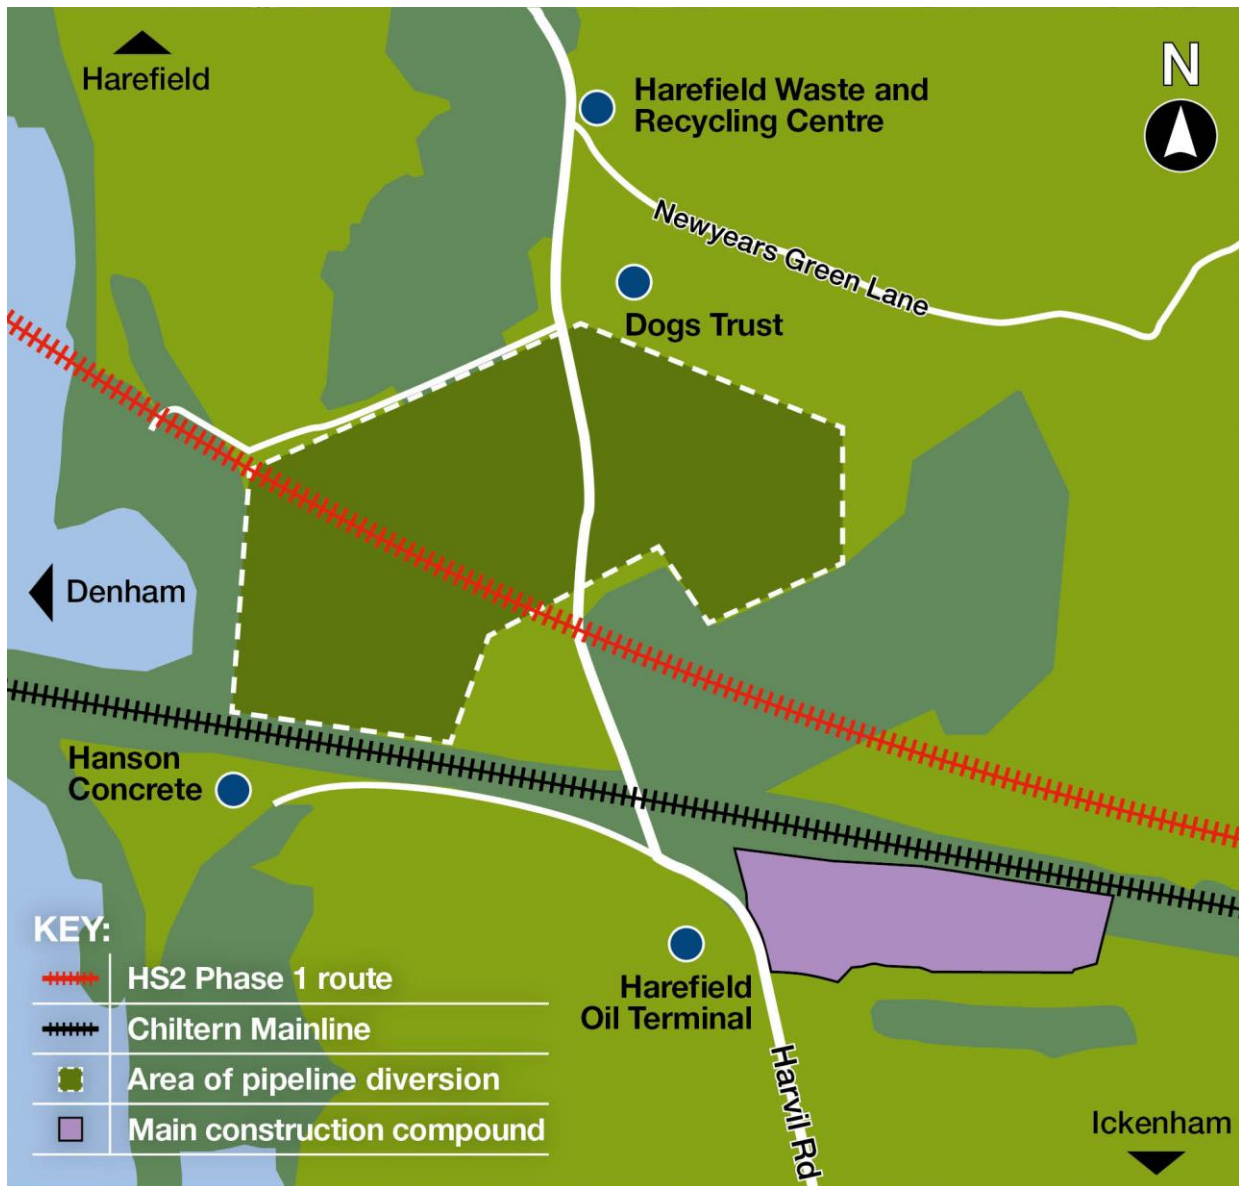 Harefield
N
Harefield Waste and
Recycling Centre
Newyears Green Lane
Dogs Trust
Denham
Hanson
Concrete
KEY:
HS2 Phase 1 route
Chiltern Mainline
Area of pipeline diversion
Main construction compound
Harefield
Oil Terminal
Harvil Rd
Ickenham